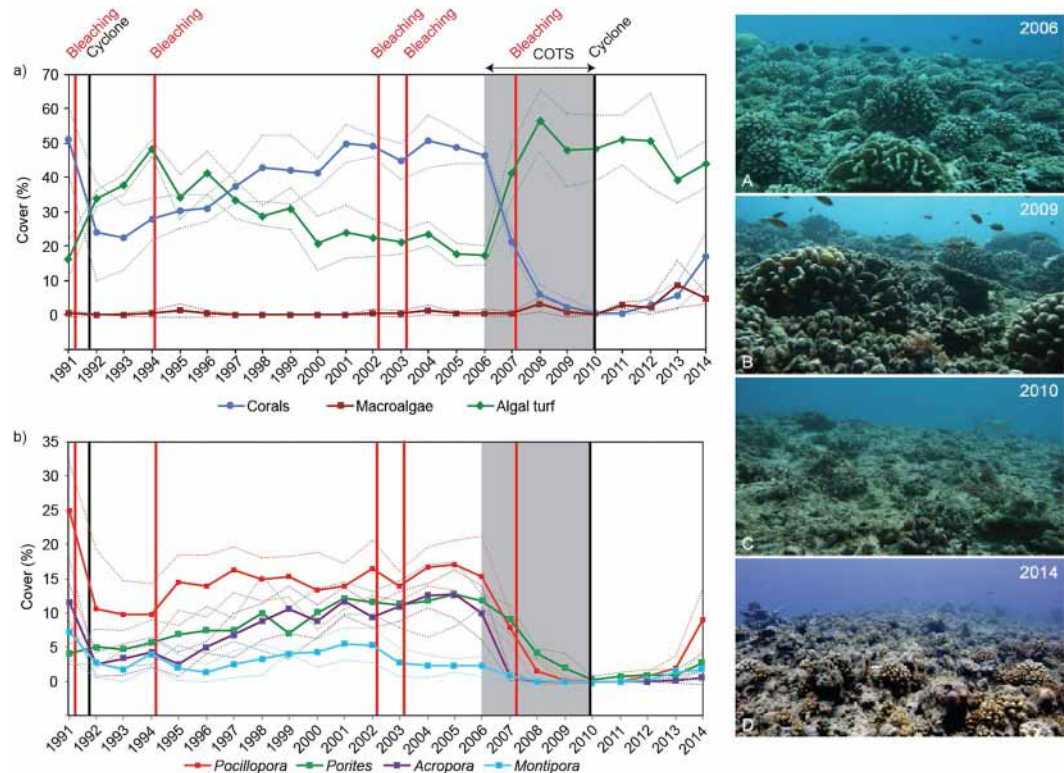 Bleaching Cyclone Bleaching Bleaching Bleaching Bleaching Cyclone
COTS
a)
70
60
50
40
30
20
10
0
Cover (%)
1991 1992 1993 1994 1995 1996 1997 1998 1999 2000 2001 2002 2003 2004 2005 2006 2007 2008 2009 2010 2011 2012 2013 2014
Corals Macroalgae Algal turf
b)
35
30
25
20
15
10
5
0
Cover (%)
1991 1992 1993 1994 1995 1996 1997 1998 1999 2000 2001 2002 2003 2004 2005 2006 2007 2008 2009 2010 2011 2012 2013 2014
Pocillopora Porites Acropora Montipora
2006
A
2009
B
2010
C
2014
D